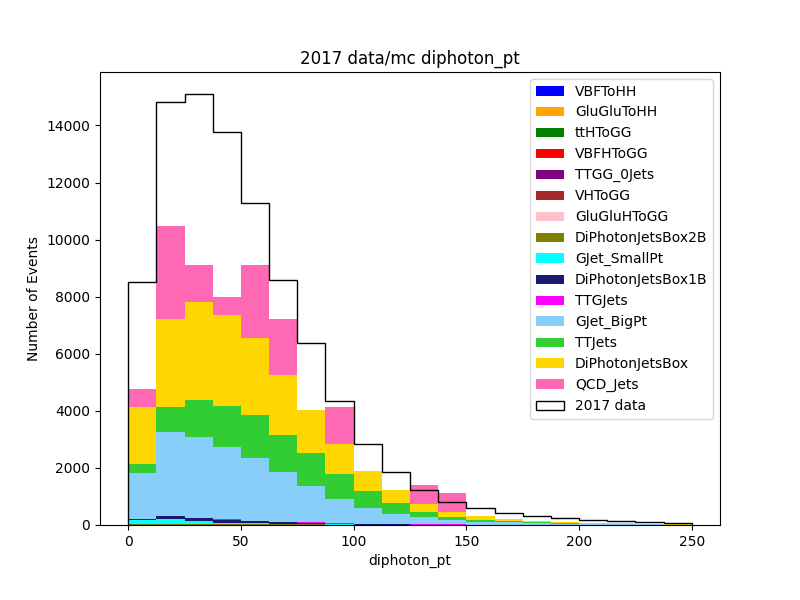 2017 data/mc diphoton_pt
Number of Events
14000
12000
10000
8000
6000
4000
2000
0
0
50
100
150
200
250
diphoton_pt
VBFToHH
GluGluToHH
ttHToGG
VBFHToGG
TTGG_0Jets
VHToGG
GluGluHToGG
DiPhotonJetsBox2B
GJet_SmallPt
DiPhotonJetsBox1B
TTGJets
GJet_BigPt
TTJets
DiPhotonJetsBox
QCD_Jets
2017 data